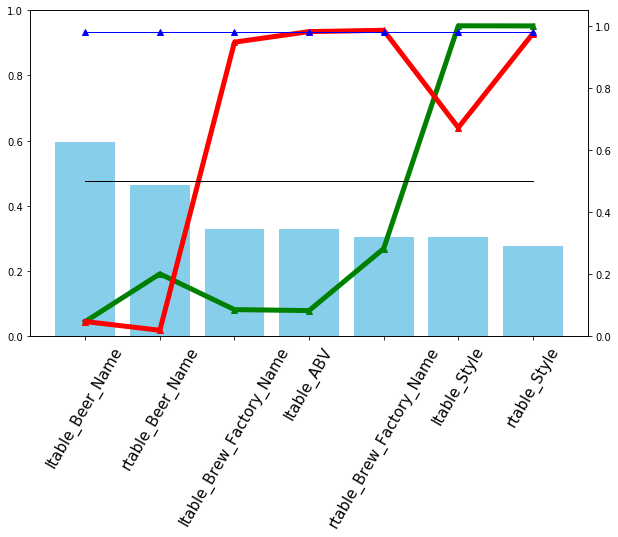 1.0
0.8
0.6
0.4
0.2
0.0
1.0
0.8
0.6
0.4
0.2
0.0
ltable_Beer_Name
rtable_Beer_Name
ltable_Brew_Factory_Name
ltable_ABV
rtable_Brew_Factory_Name
ltable_Style
rtable_Style